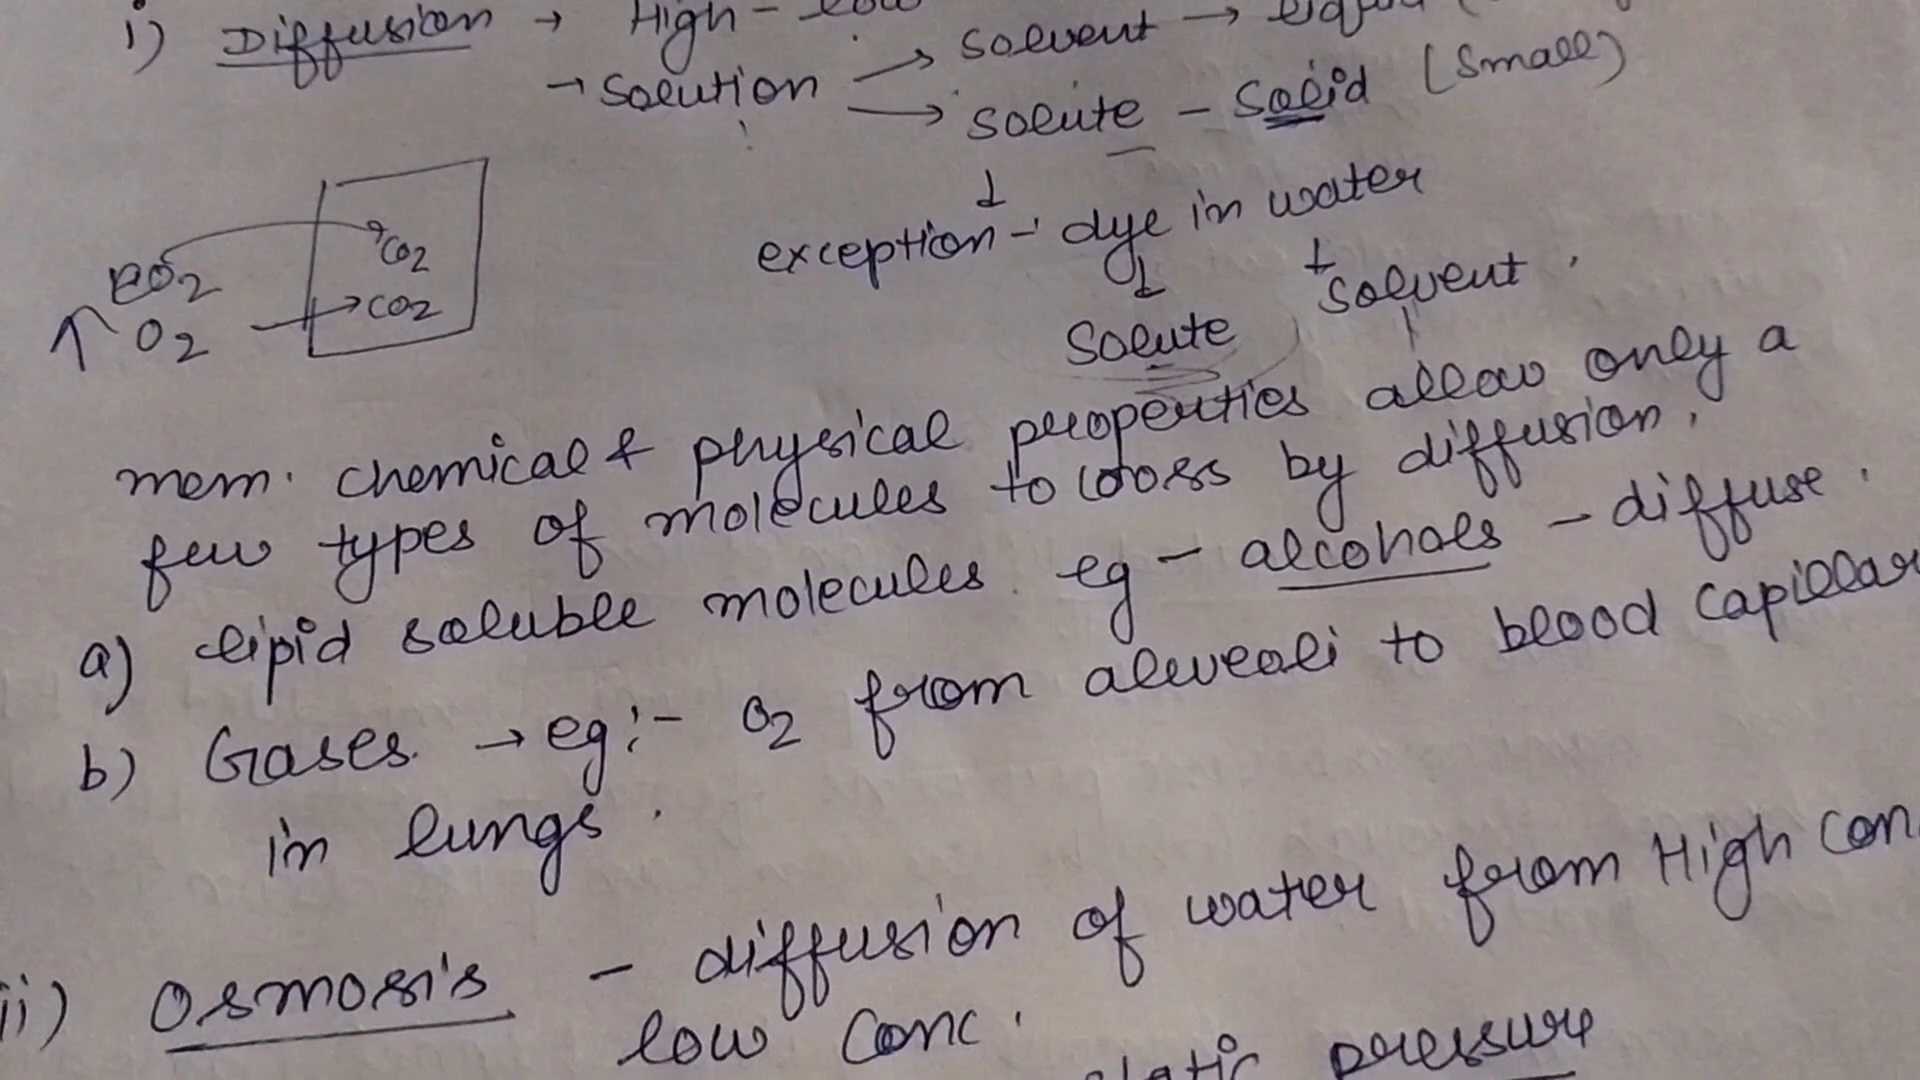 i) Diffusion → High - low
→ Solution → Solvent → liquid
→ Solute - Solid (Small)
↓
exception - dye in water
↓ ↓
Solute Solvent
CO2 → CO2
↑ O2 → CO2
mem. chemical & physical properties allow only a
few types of molecules to cross by diffusion.
a) lipid soluble molecules. eg - alcohols - diffuse.
b) Gases. → eg:- O2 from alveoli to blood capillar
in lungs.
ii) Osmosis - diffusion of water from High con
low conc.
pressure